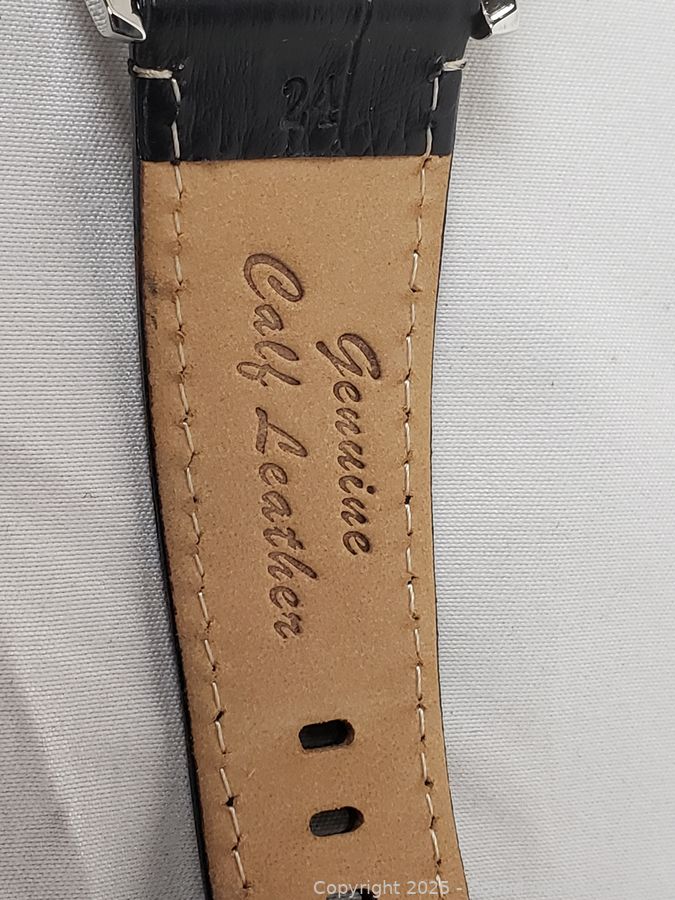 24
Genuine
Calf Leather
Copyright 2025 -